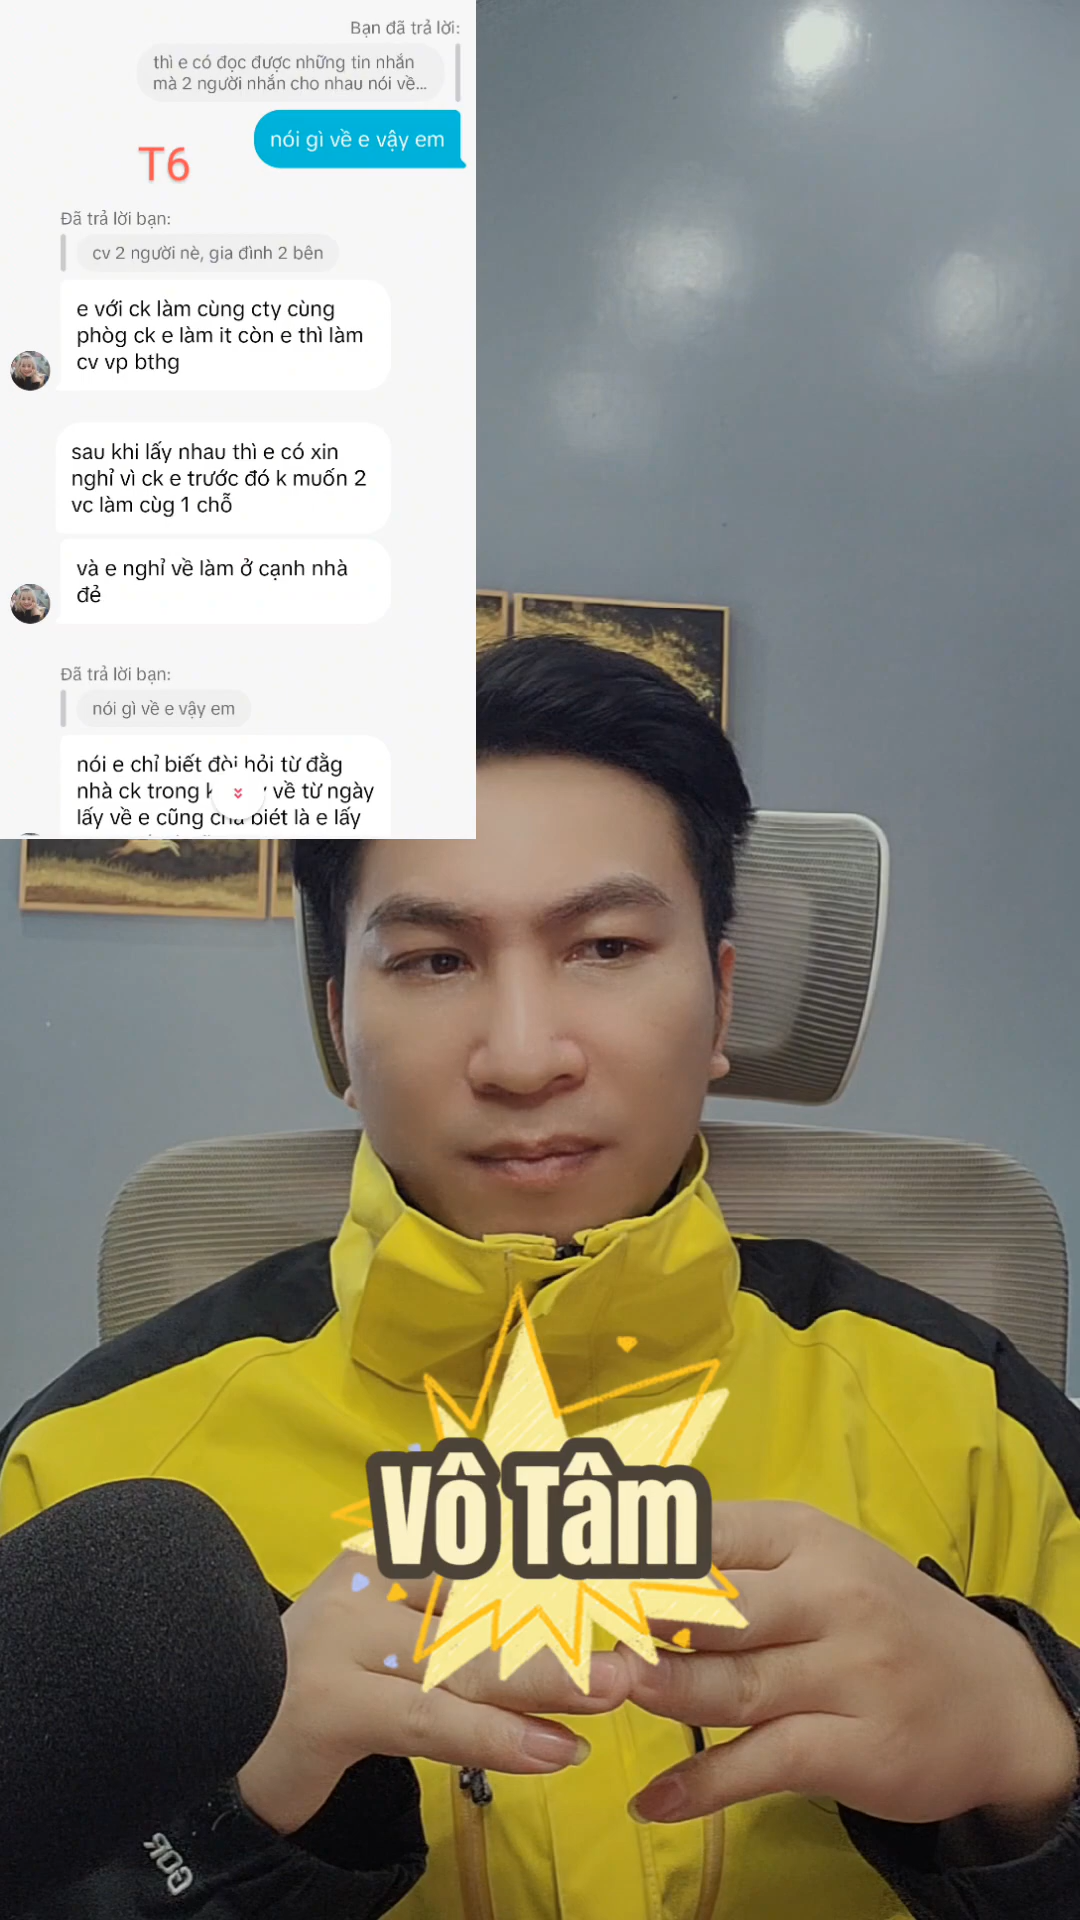 Bạn đã trả lời:
thì e có đọc được những tin nhắn
mà 2 người nhắn cho nhau nói về...
nói gì về e vậy em
T6
Đã trả lời bạn:
cv 2 người nè, gia đình 2 bên
e với ck làm cùng cty cùng
phòg ck e làm it còn e thì làm
cv vp bthg
sau khi lấy nhau thì e có xin
nghỉ vì ck e trước đó k muốn 2
vc làm cùg 1 chỗ
và e nghỉ về làm ở cạnh nhà
đẻ
Đã trả lời bạn:
nói gì về e vậy em
nói e chỉ biết đòi hỏi từ đằg
nhà ck trong về từ ngày
lấy về e cũng biét là e lấy
Vô Tâm
GOR